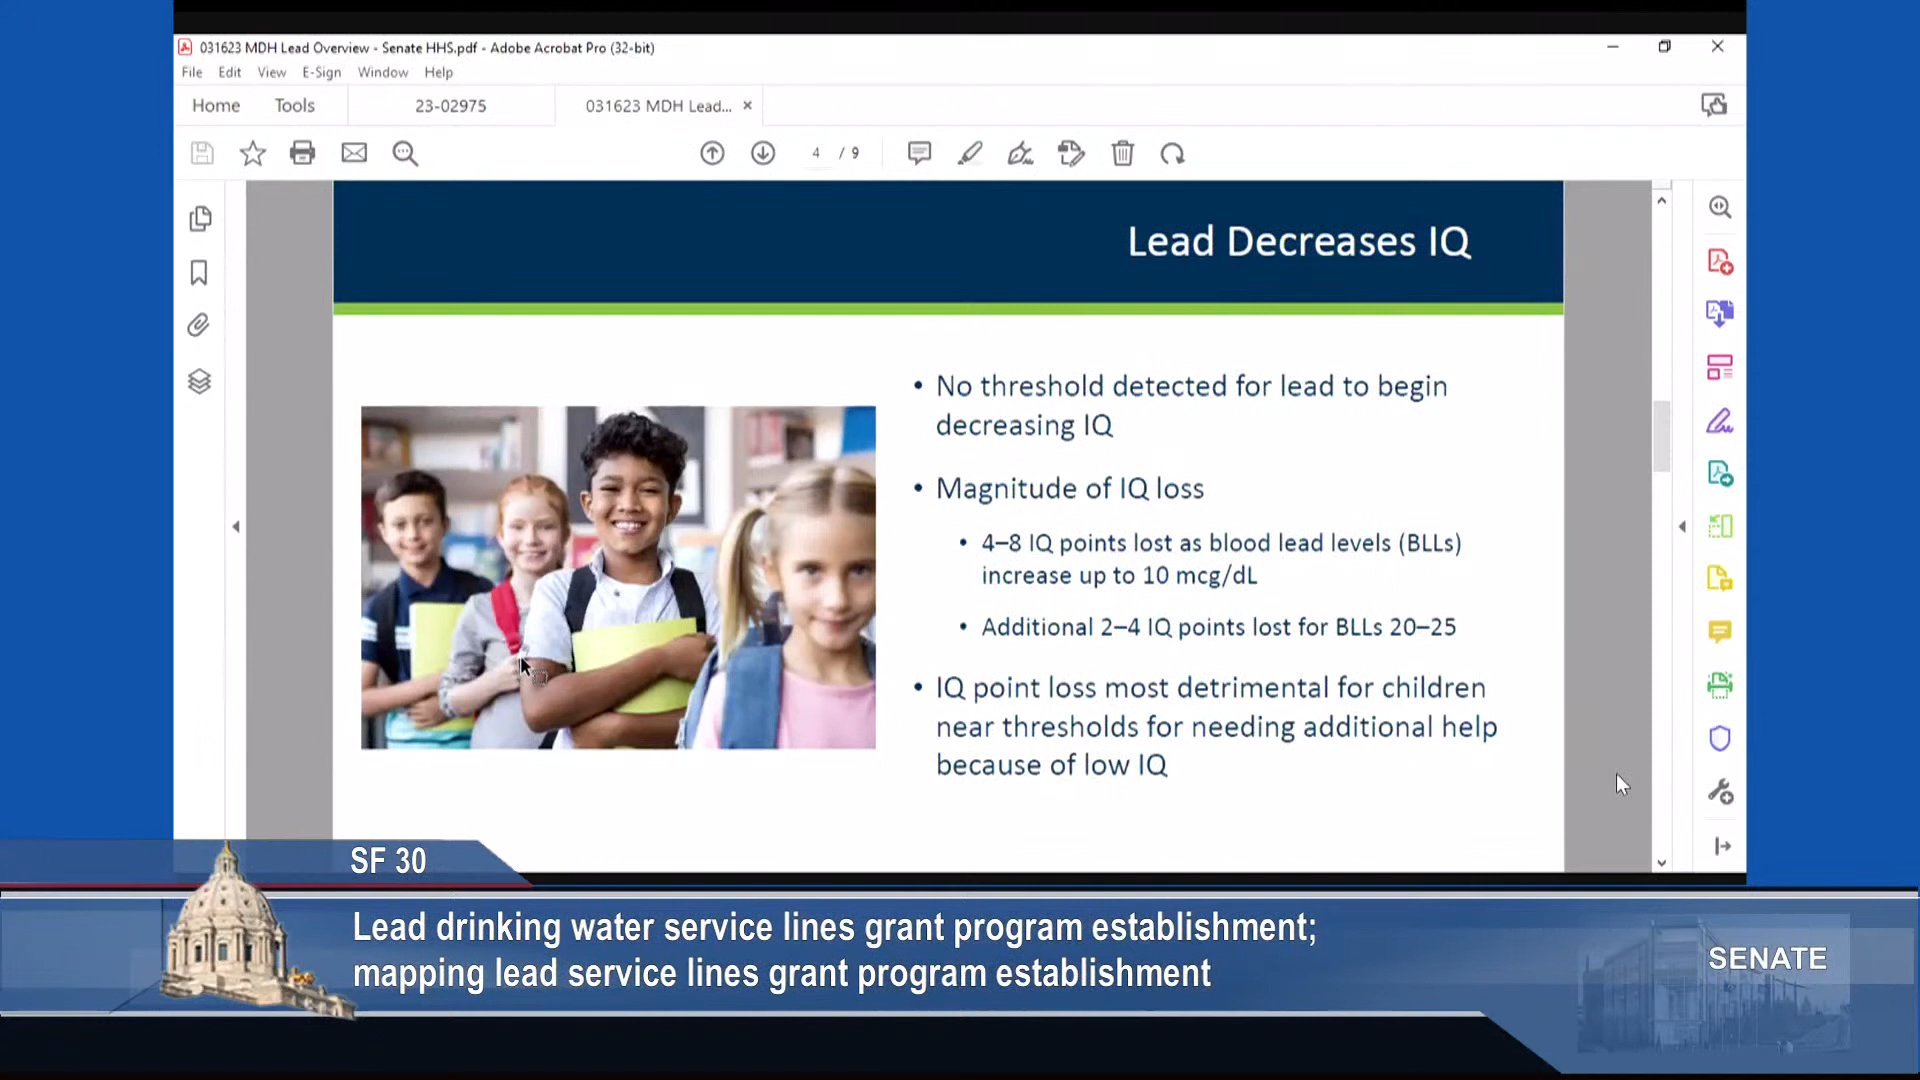 031623 MDH Lead Overview - Senate HHS.pdf - Adobe Acrobat Pro (32-bit)
File Edit View E-Sign Window Help
Home Tools 23-02975 031623 MDH Lead... ×
4 / 9
Lead Decreases IQ
• No threshold detected for lead to begin
decreasing IQ
• Magnitude of IQ loss
• 4–8 IQ points lost as blood lead levels (BLLs)
increase up to 10 mcg/dL
• Additional 2–4 IQ points lost for BLLs 20–25
• IQ point loss most detrimental for children
near thresholds for needing additional help
because of low IQ
SF 30
Lead drinking water service lines grant program establishment;
mapping lead service lines grant program establishment
SENATE